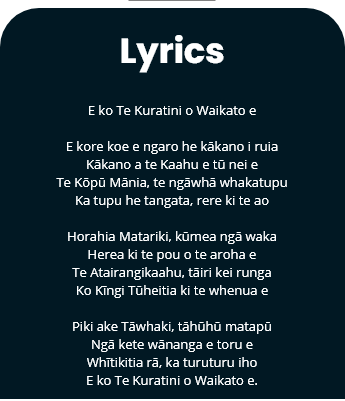 Lyrics
E ko Te Kuratini o Waikato e
E kore koe e ngaro he kākano i ruia
Kākano a te Kaahu e tū nei e
Te Kōpū Mānia, te ngāwhā whakatupu
Ka tupu he tangata, rere ki te ao
Horahia Matariki, kūmea ngā waka
Herea ki te pou o te aroha e
Te Atairangikaahu, tāiri kei runga
Ko Kīngi Tūheitia ki te whenua e
Piki ake Tāwhaki, tāhūhū matapū
Ngā kete wānanga e toru e
Whītikitia rā, ka turuturu iho
E ko Te Kuratini o Waikato e.